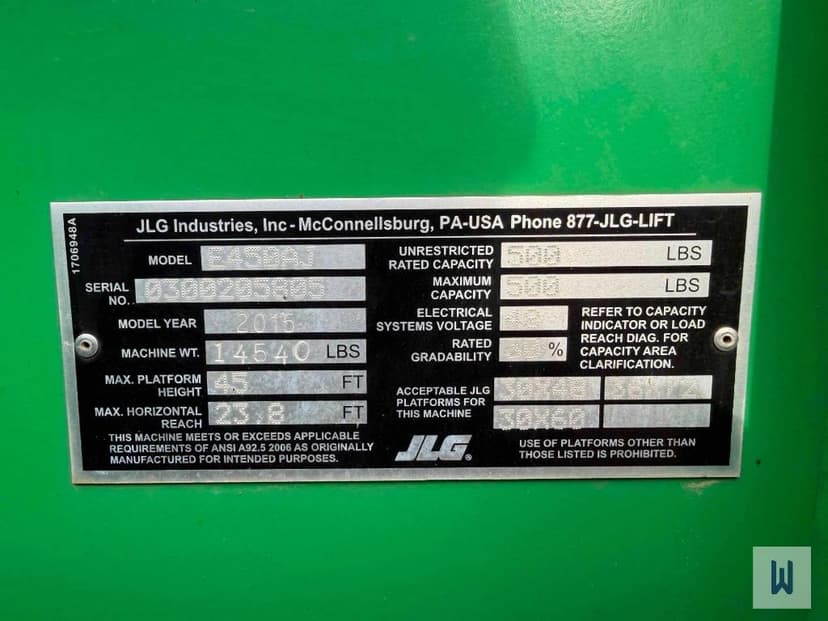 1706948A
JLG Industries, Inc - McConnellsburg, PA-USA Phone 877-JLG-LIFT
MODEL E450AJ
SERIAL NO. 0300205805
MODEL YEAR 2015
MACHINE WT. 14540 LBS
MAX. PLATFORM HEIGHT 45 FT
MAX. HORIZONTAL REACH 23.8 FT
THIS MACHINE MEETS OR EXCEEDS APPLICABLE
REQUIREMENTS OF ANSI A92.5 2006 AS ORIGINALLY
MANUFACTURED FOR INTENDED PURPOSES.
UNRESTRICTED RATED CAPACITY 500 LBS
MAXIMUM CAPACITY 500 LBS
ELECTRICAL SYSTEMS VOLTAGE 48
RATED GRADABILITY %
REFER TO CAPACITY
INDICATOR OR LOAD
REACH DIAG. FOR
CAPACITY AREA
CLARIFICATION.
ACCEPTABLE JLG
PLATFORMS FOR
THIS MACHINE
30X48
30X60
JLG®
USE OF PLATFORMS OTHER THAN
THOSE LISTED IS PROHIBITED.
W